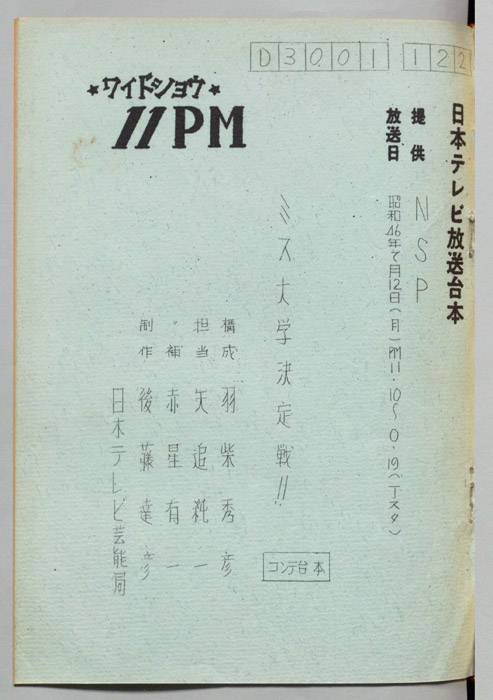 D3001 122
日本テレビ放送台本
提供 NSP
放送日 昭和46年7月12日(月)PM11・10〜0・19(1スタ)
★ワイドショウ★
11PM
ミス大学決定戦!!
コンテ台本
構成 羽柴秀彦
担当 矢追純一
〃補 赤星有一
制作 後藤達彦
日本テレビ芸能局